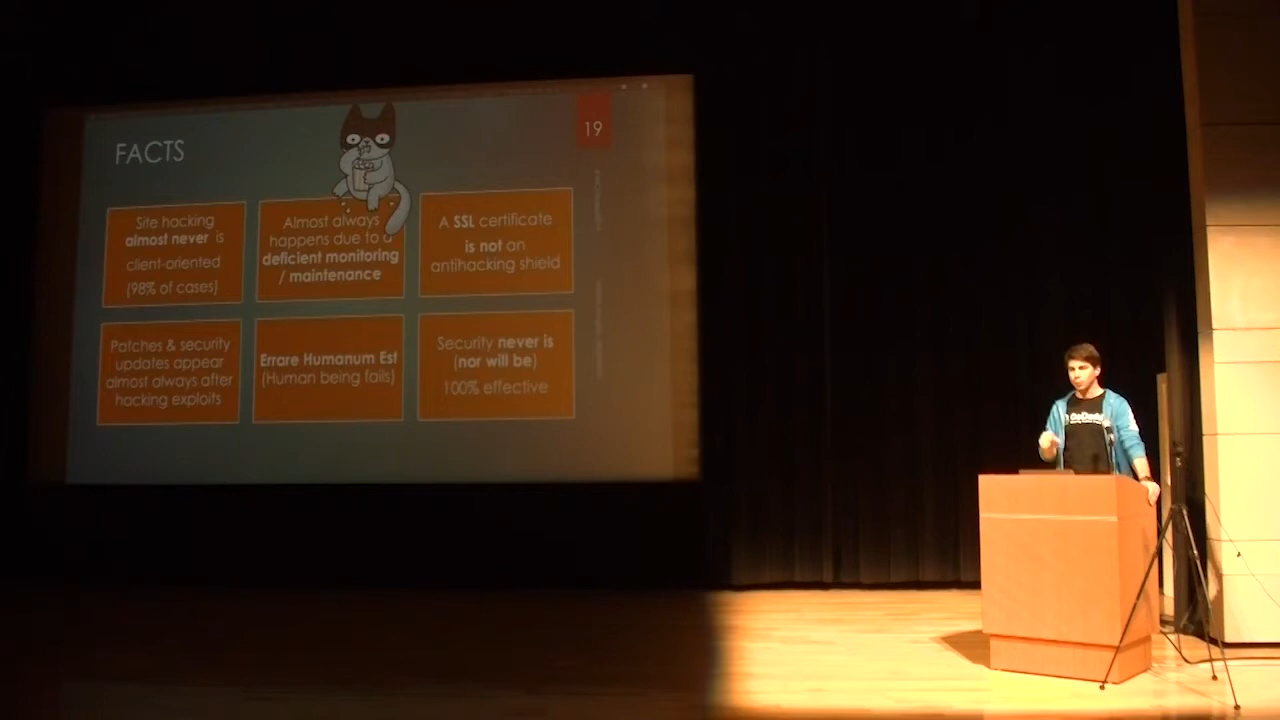 19
FACTS
Site hacking
almost never is
client-oriented
(98% of cases)
Almost always
happens due to a
deficient monitoring
/ maintenance
A SSL certificate
is not an
antihacking shield
Patches & security
updates appear
almost always after
hacking exploits
Errare Humanum Est
(Human being fails)
Security never is
(nor will be)
100% effective